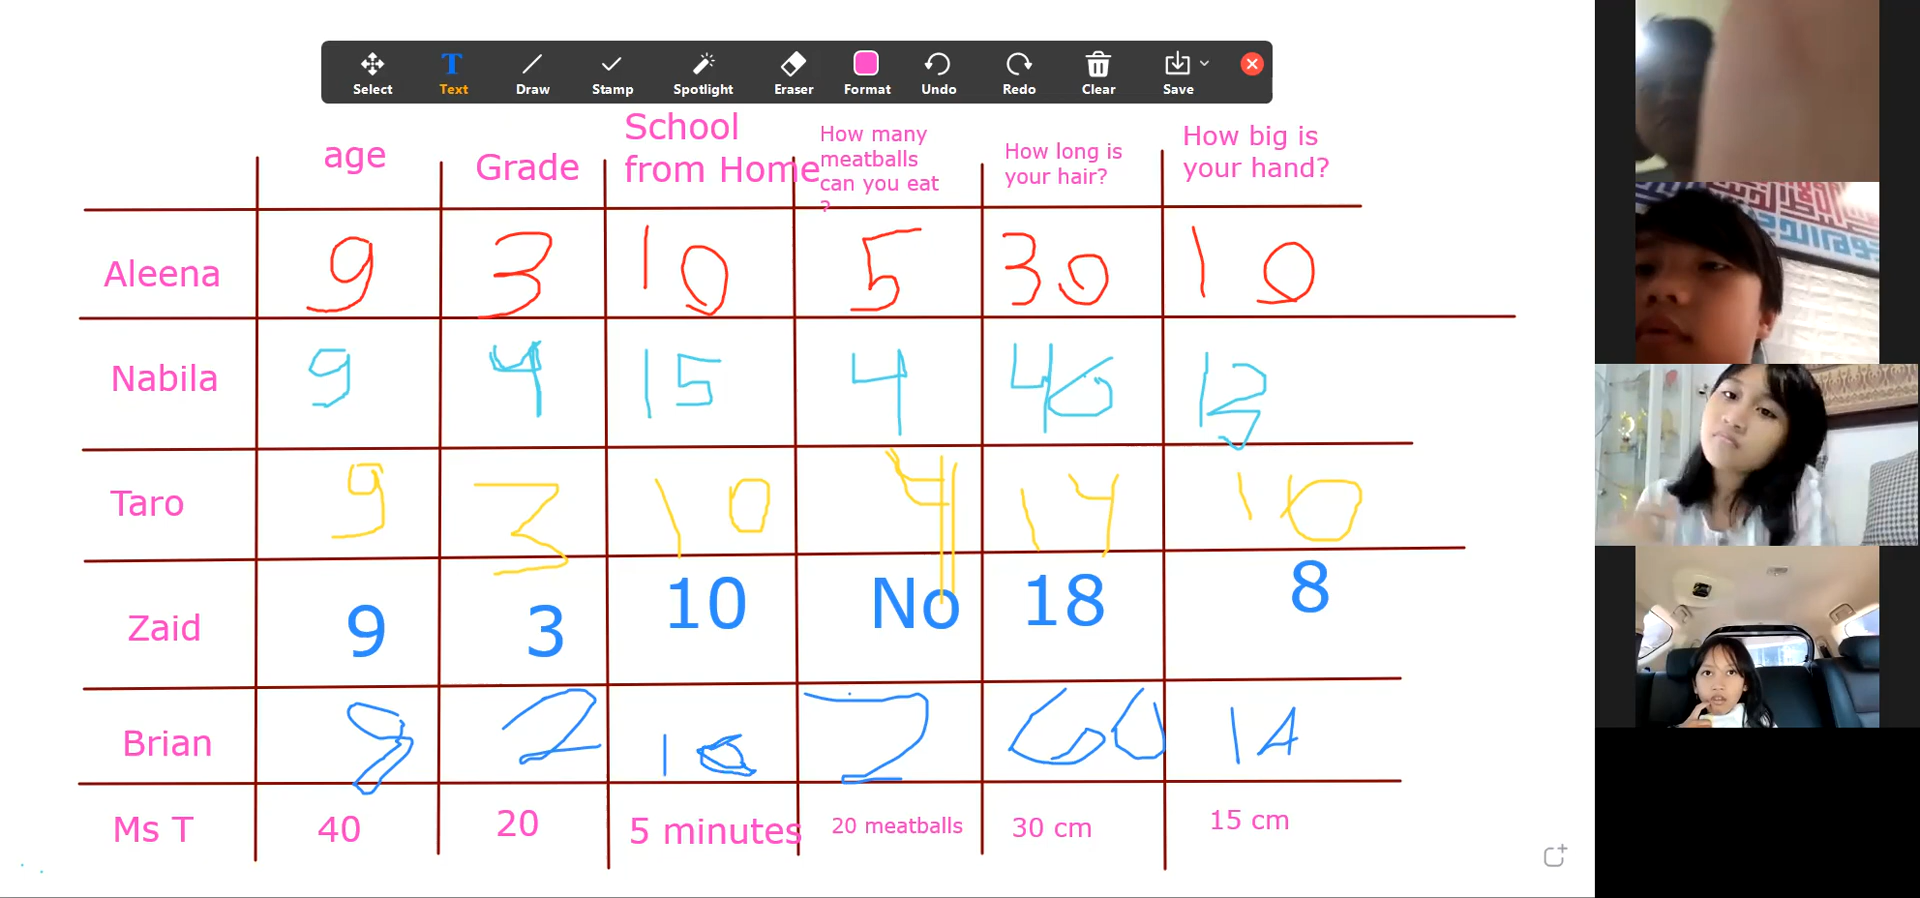 Select Text Draw Stamp Spotlight Eraser Format Undo Redo Clear Save
age Grade School from Home How many meatballs can you eat ? How long is your hair? How big is your hand?
Aleena 9 3 10 5 30 10
Nabila 9 4 15 4 46 13
Taro 9 3 10 4 14 10
Zaid 9 3 10 No 18 8
Brian 8 2 10 2 60 14
Ms T 40 20 5 minutes 20 meatballs 30 cm 15 cm